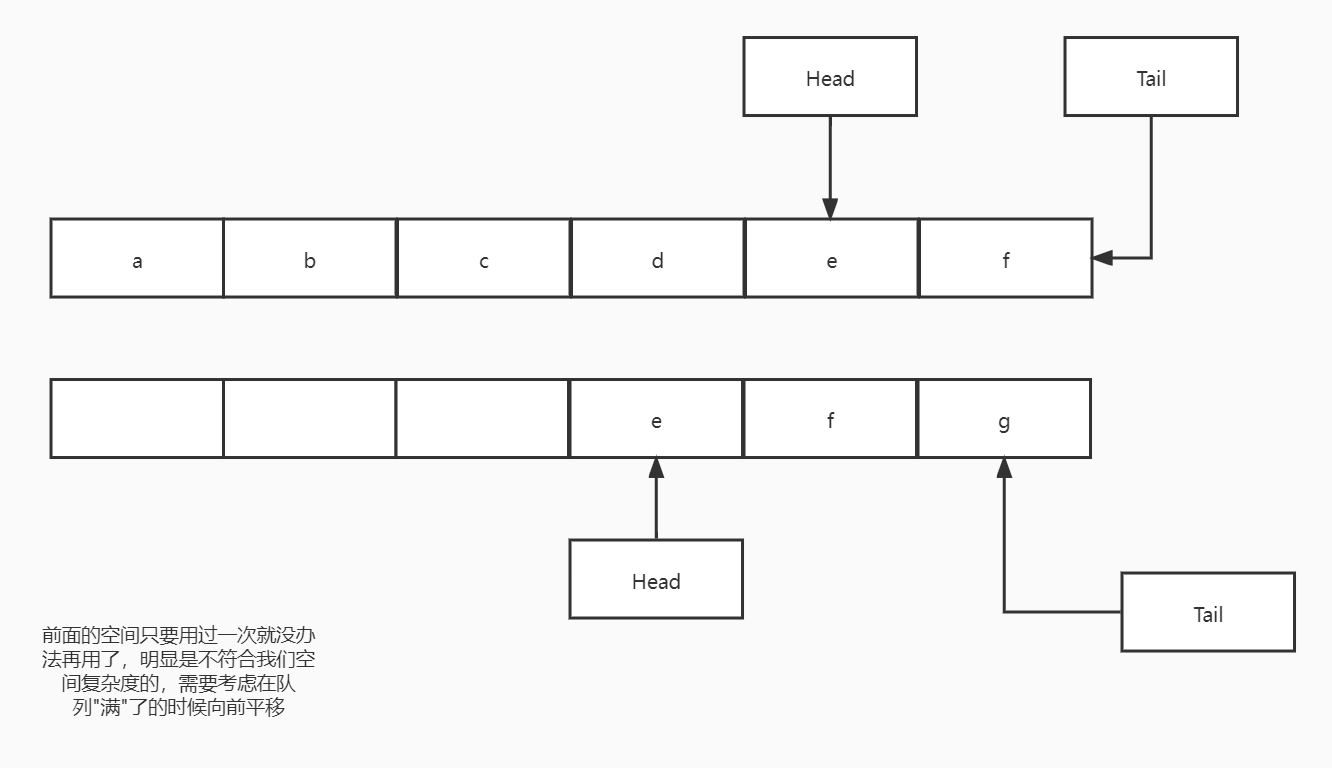 Head
Tail
a
b
c
d
e
f
e
f
g
Head
Tail
前面的空间只要用过一次就没办
法再用了，明显是不符合我们空
间复杂度的，需要考虑在队
列"满"了的时候向前平移